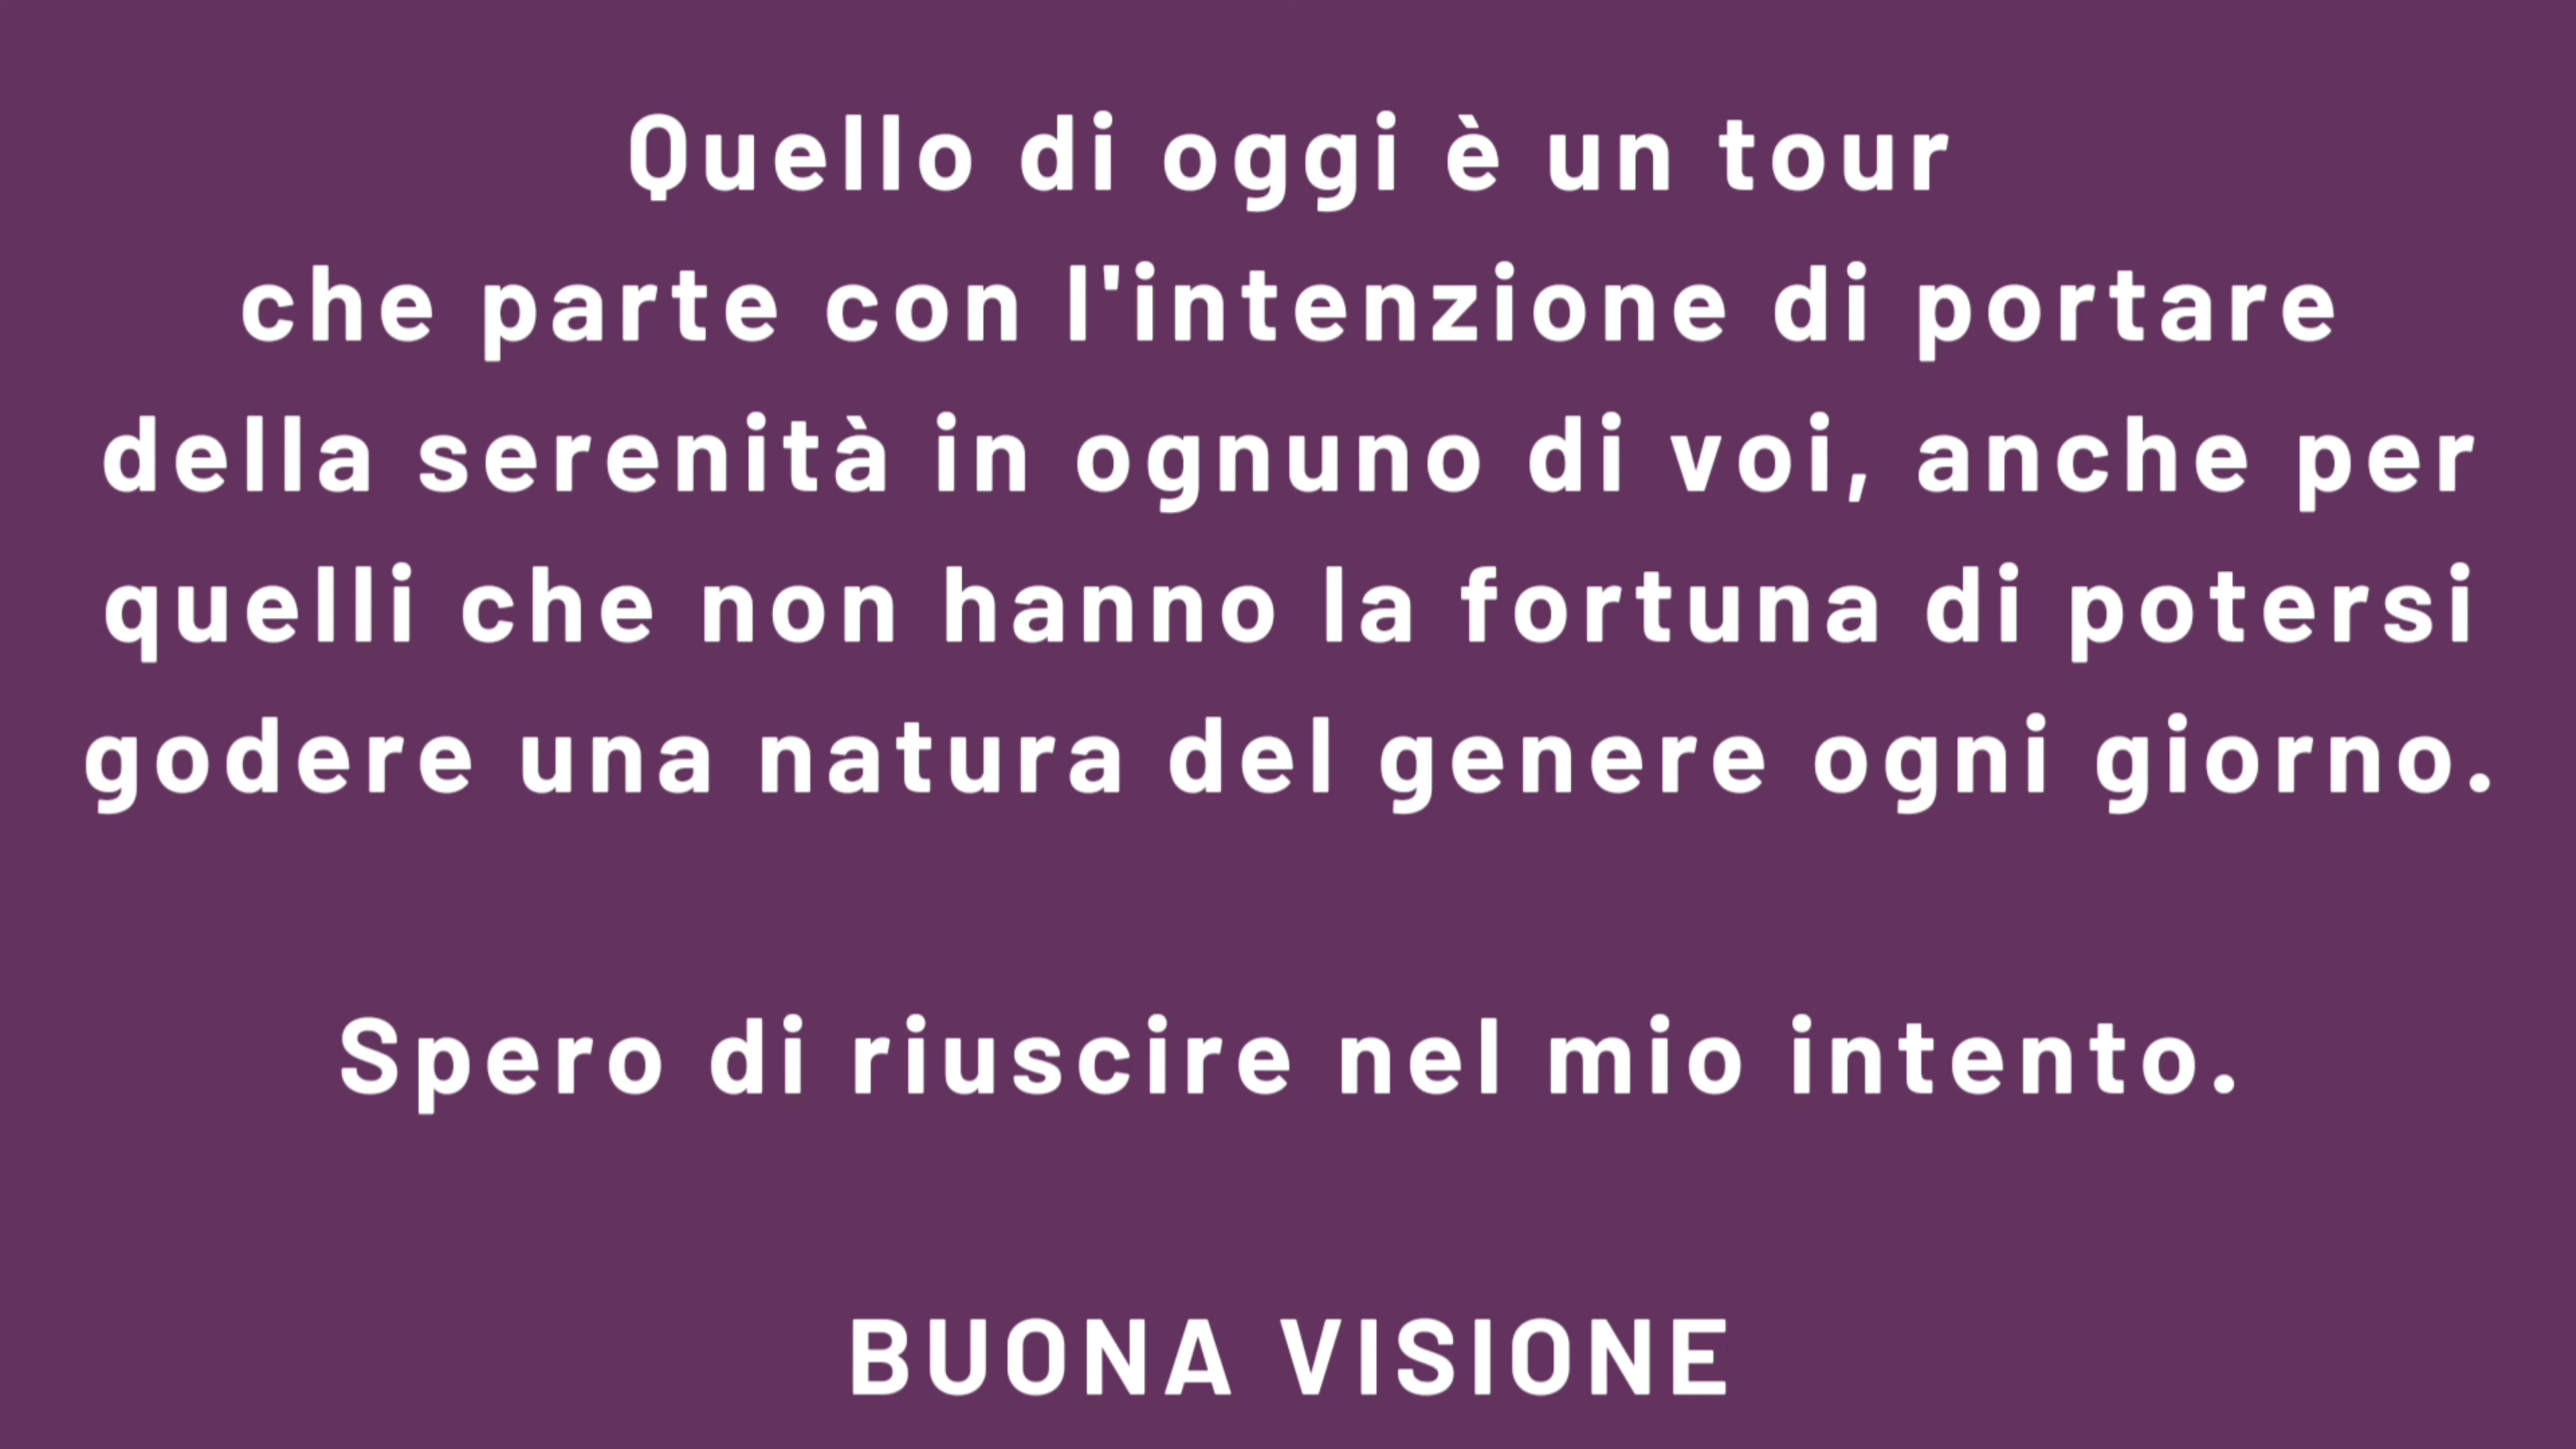 Quello di oggi è un tour
che parte con l'intenzione di portare
della serenità in ognuno di voi, anche per
quelli che non hanno la fortuna di potersi
godere una natura del genere ogni giorno.
Spero di riuscire nel mio intento.
BUONA VISIONE